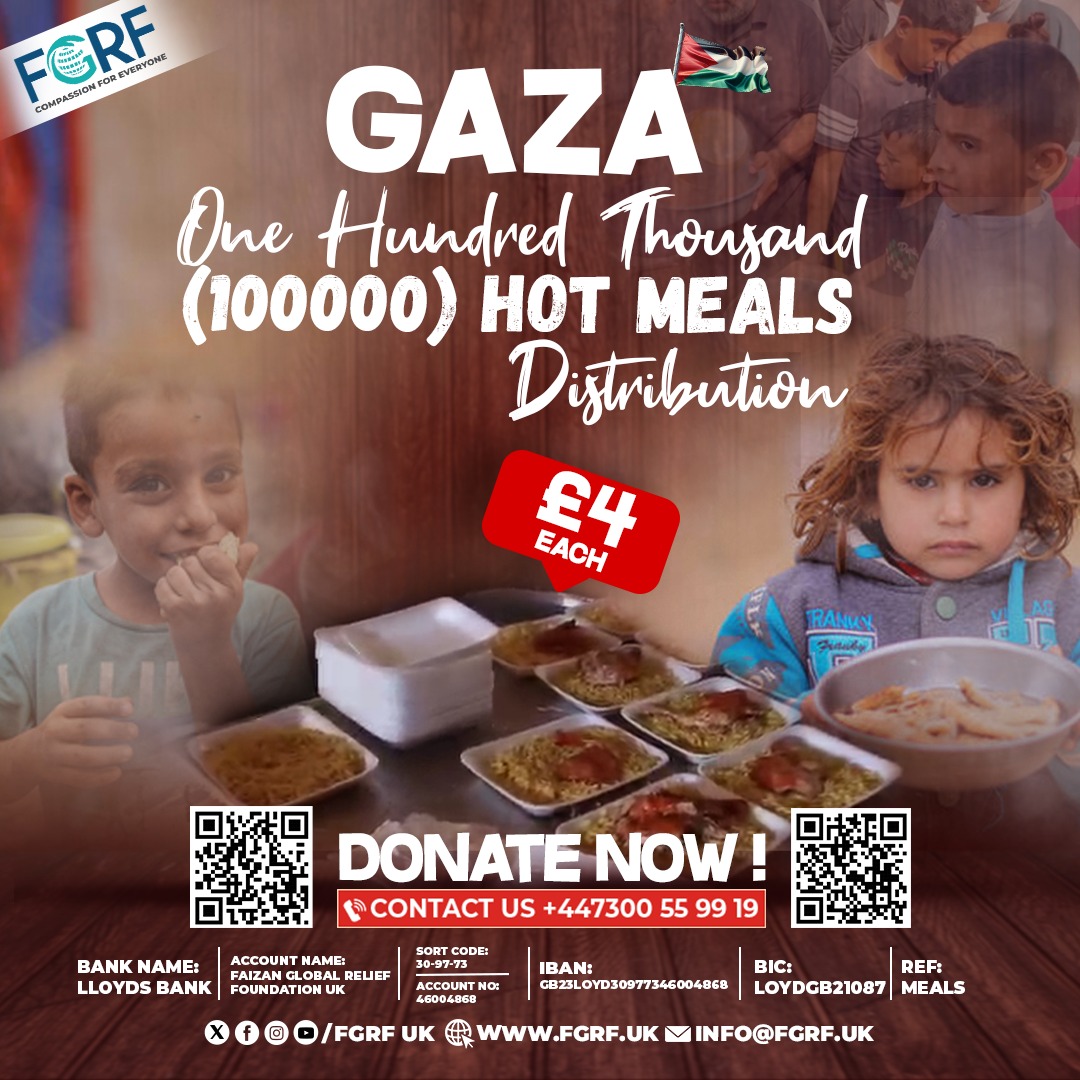 FGRF
COMPASSION FOR EVERYONE
GAZA
One Hundred Thousand
(100000) HOT MEALS
Distribution
£4
EACH
FRANKY
Franky
DONATE NOW !
CONTACT US +447300 55 99 19
BANK NAME:
LLOYDS BANK
ACCOUNT NAME:
FAIZAN GLOBAL RELIEF
FOUNDATION UK
SORT CODE:
30-97-73
ACCOUNT NO:
46004868
IBAN:
GB23LOYD30977346004868
BIC:
LOYDGB21087
REF:
MEALS
/FGRF UK WWW.FGRF.UK INFO@FGRF.UK